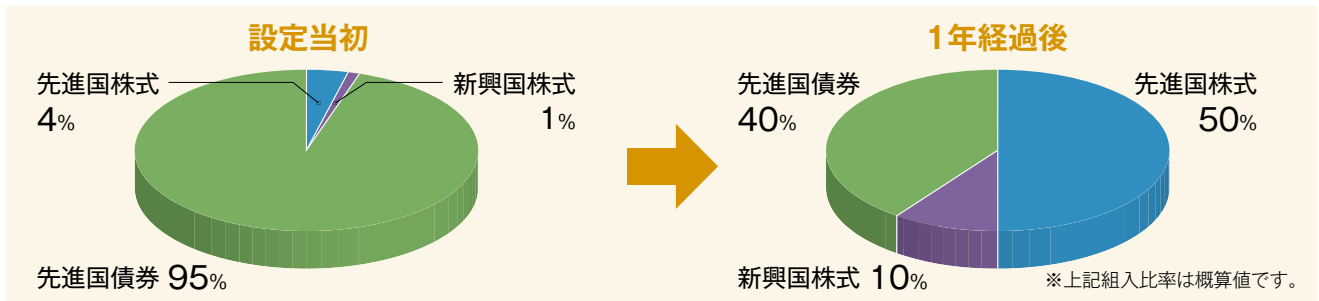 設定当初
先進国株式
4%
新興国株式
1%
先進国債券 95%
1年経過後
先進国債券
40%
先進国株式
50%
新興国株式 10%
※上記組入比率は概算値です。